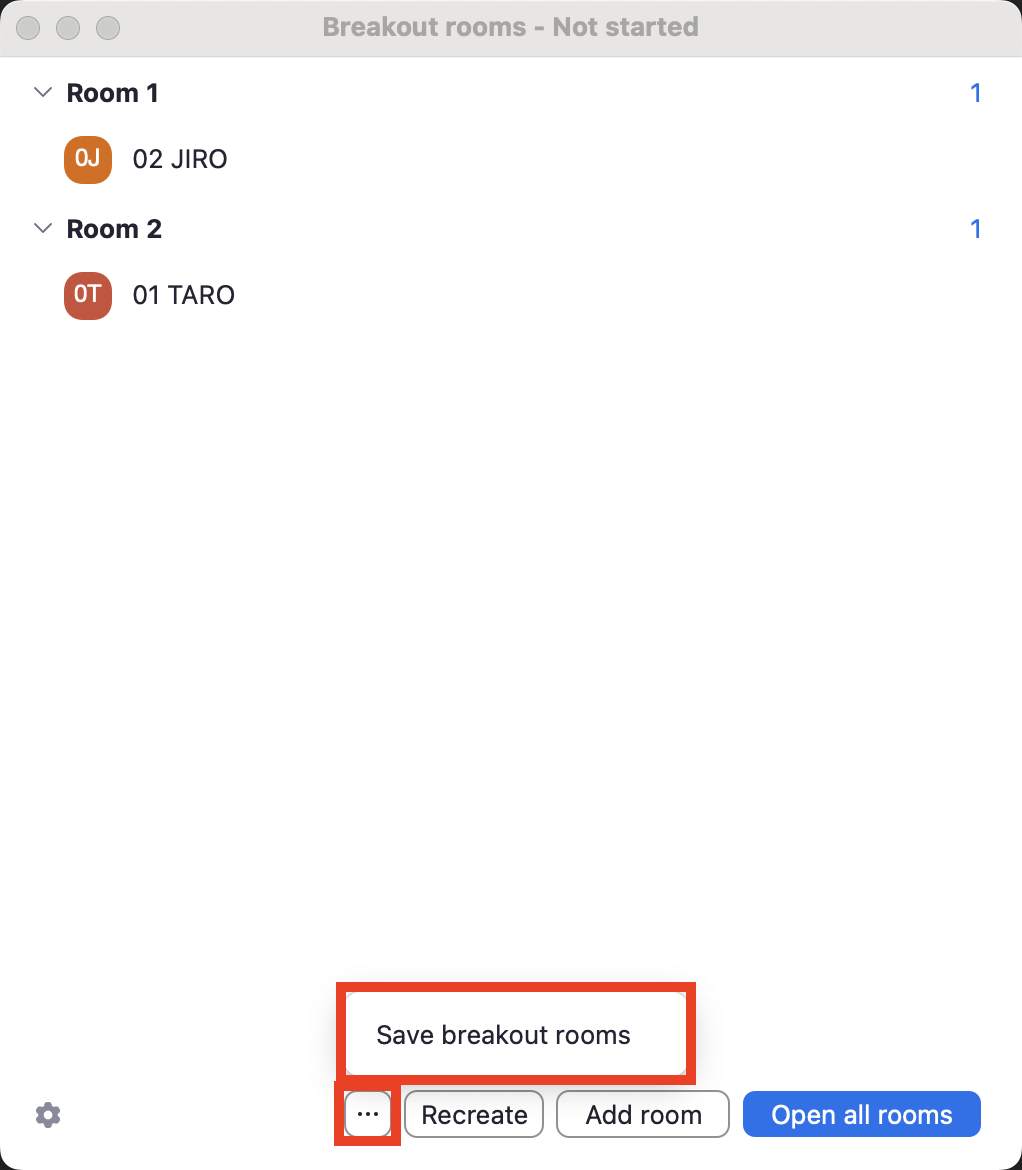 Breakout rooms - Not started
Room 1 1
0J 02 JIRO
Room 2 1
0T 01 TARO
Save breakout rooms
... Recreate Add room Open all rooms